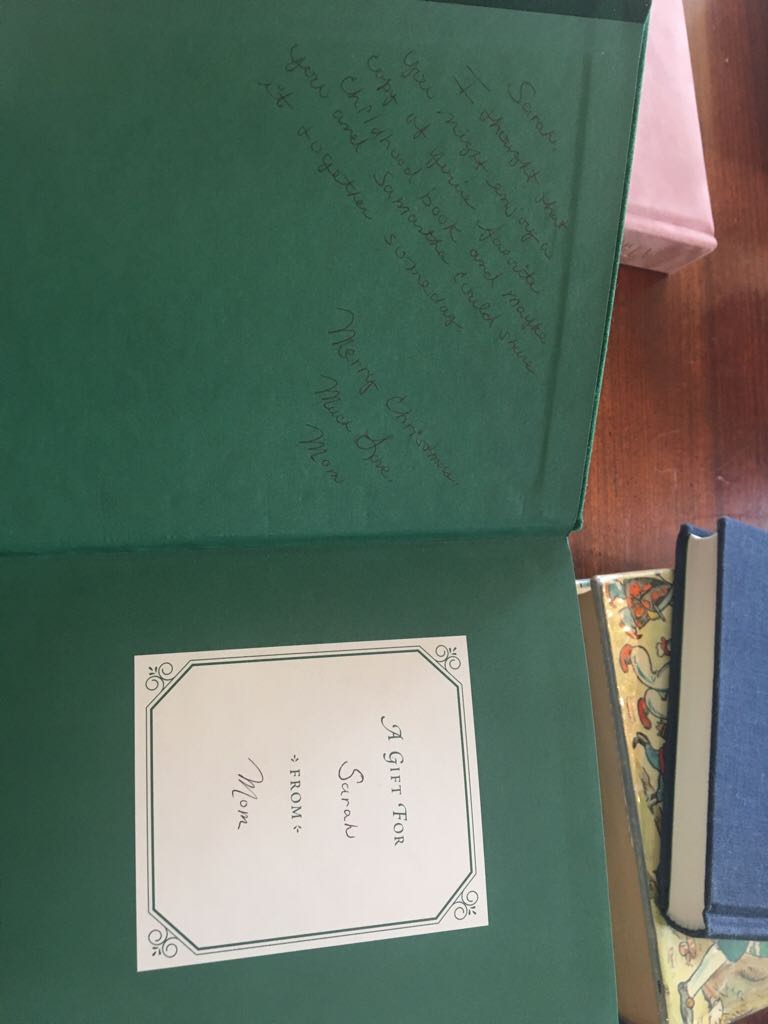 Sarah,
I thought that
you might enjoy a
copy of favorite
childhood book and maybe
you and Samantha could share
it together someday.
Merry Christmas,
Much Love,
Mom
A GIFT FOR
Sarah
FROM
Mom